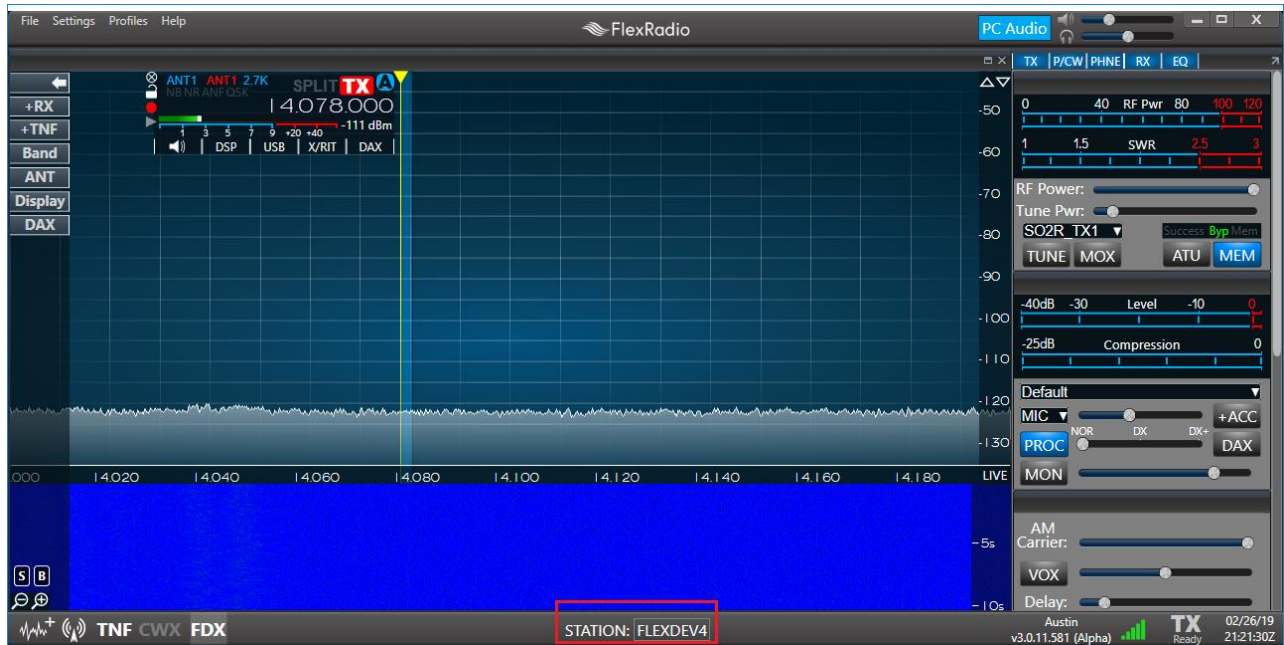 File Settings Profiles Help
FlexRadio
PC Audio
X
TX P/CW PHNE RX EQ
+RX
+TNF
Band
ANT
Display
DAX
ANT1 ANT1 2.7K SPLIT TX A
NB NR ANF QSK
14.078.000
-111 dBm
1 3 5 7 9 +20 +40
DSP USB X/RIT DAX
-50
-60
-70
-80
-90
-100
-110
-120
-130
.000 14.020 14.040 14.060 14.080 14.100 14.120 14.140 14.160 14.180 LIVE
-5s
-10s
S B
0 40 RF Pwr 80 100 120
1 1.5 SWR 2.5 3
RF Power:
Tune Pwr:
SO2R_TX1 Success Byp Mem
TUNE MOX ATU MEM
-40dB -30 Level -10 0
-25dB Compression 0
Default
MIC +ACC
NOR DX DX+
PROC DAX
MON
AM
Carrier:
VOX
Delay:
TNF CWX FDX
STATION: FLEXDEV4
Austin
v3.0.11.581 (Alpha)
TX
Ready
02/26/19
21:21:30Z